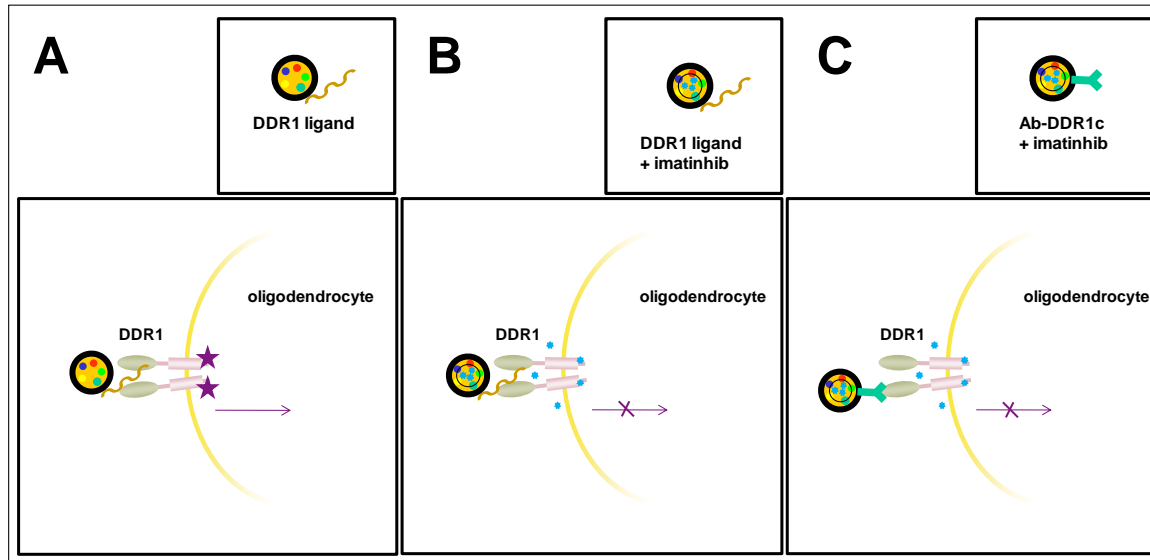 A
DDR1 ligand
B
DDR1 ligand
+ imatinhib
C
Ab-DDR1c
+ imatinhib
oligodendrocyte
DDR1
oligodendrocyte
DDR1
oligodendrocyte
DDR1